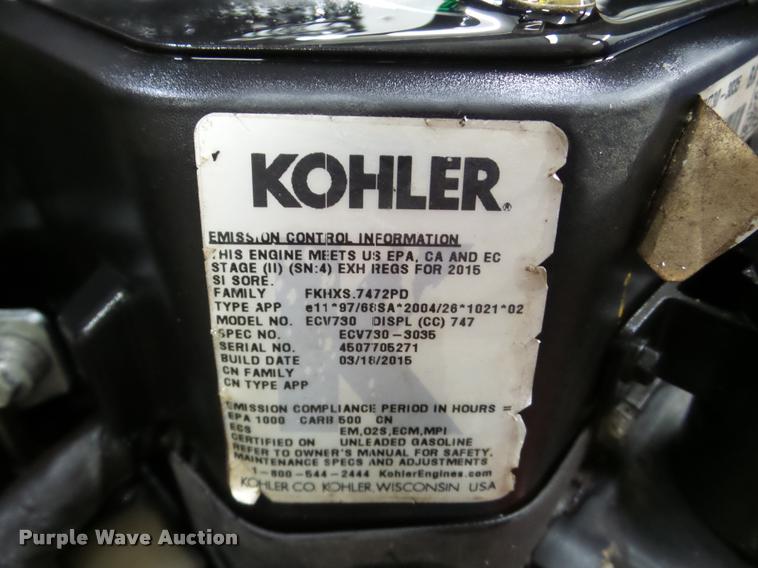 KOHLER®
EMISSION CONTROL INFORMATION
THIS ENGINE MEETS US EPA, CA AND EC
STAGE (II) (SN:4) EXH REGS FOR 2015
SI SORE.
FAMILY FKHXS.7472PD
TYPE APP e11*97/68SA*2004/26*1021*02
MODEL NO. ECV730 DISPL (CC) 747
SPEC NO. ECV730-3035
SERIAL NO. 4507705271
BUILD DATE 03/18/2015
CN FAMILY
CN TYPE APP
EMISSION COMPLIANCE PERIOD IN HOURS =
EPA 1000 CARB 500 CN
ECS EM,O2S,ECM,MPI
CERTIFIED ON UNLEADED GASOLINE
REFER TO OWNER'S MANUAL FOR SAFETY,
MAINTENANCE SPECS AND ADJUSTMENTS
1-800-544-2444 KohlerEngines.com
KOHLER CO. KOHLER, WISCONSIN USA
Purple Wave Auction